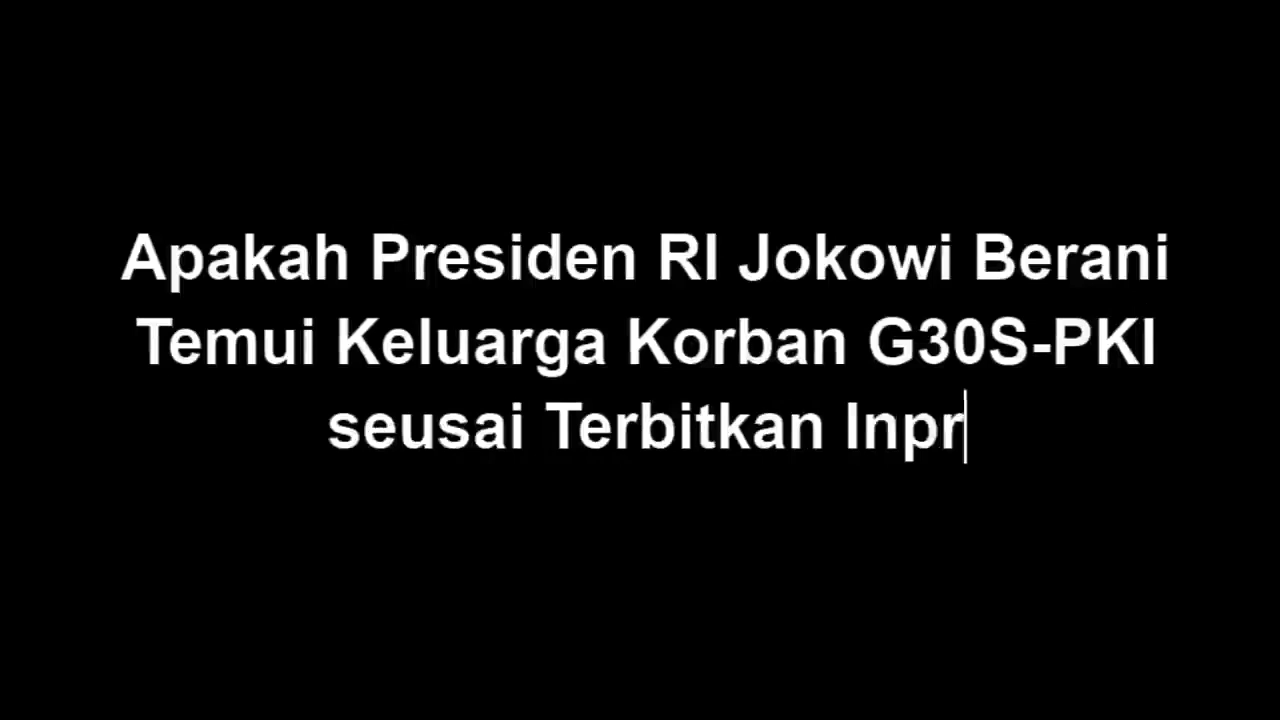 Apakah Presiden RI Jokowi Berani
Temui Keluarga Korban G30S-PKI
seusai Terbitkan Inpr